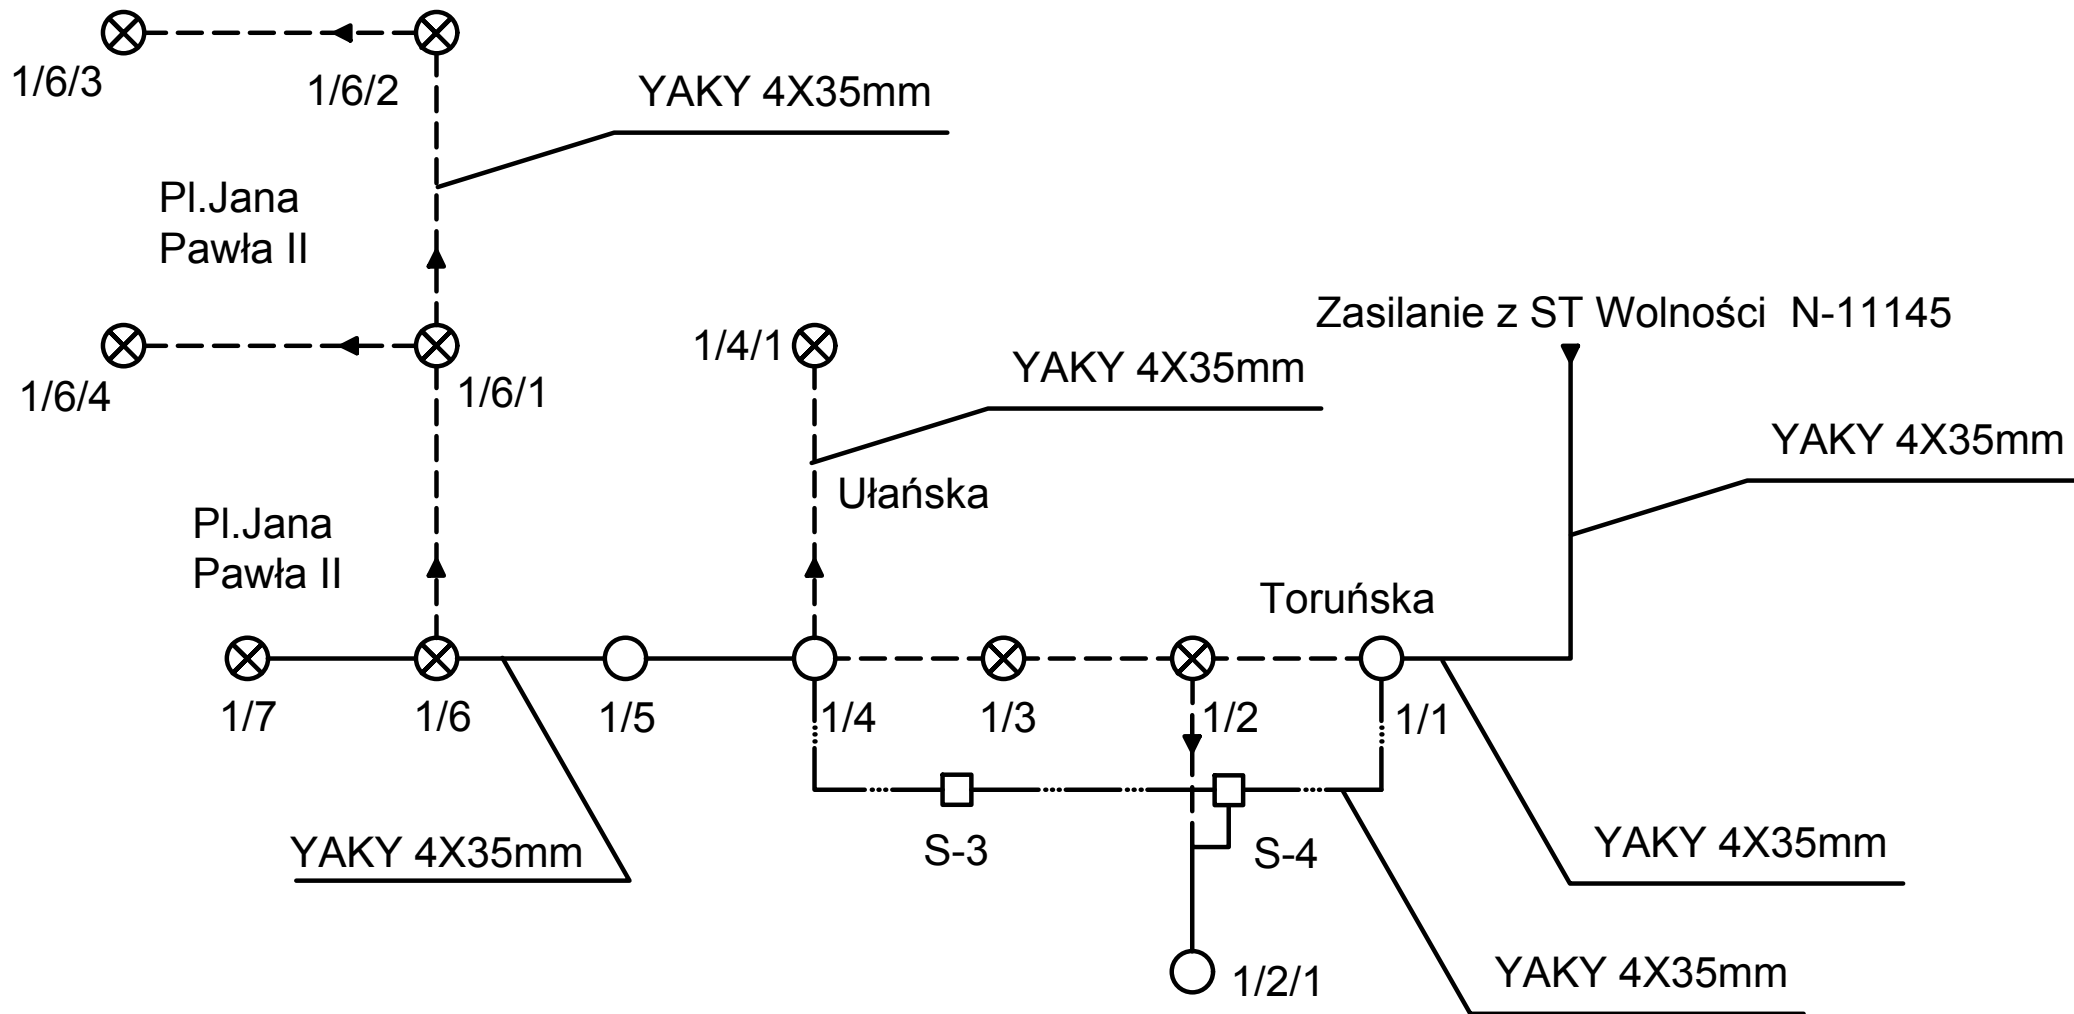 1/6/3
1/6/2
YAKY 4X35mm
Pl.Jana
Pawła II
Zasilanie z ST Wolności  N-11145
1/6/4
1/6/1
1/4/1
YAKY 4X35mm
YAKY 4X35mm
Ułańska
Pl.Jana
Pawła II
Toruńska
1/7
1/6
1/5
1/4
1/3
1/2
1/1
YAKY 4X35mm
S-3
S-4
YAKY 4X35mm
1/2/1
YAKY 4X35mm